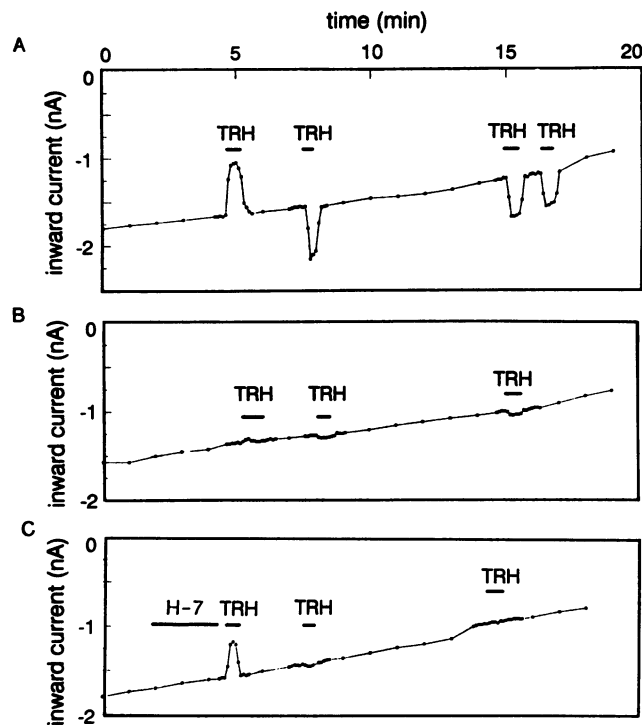 time (min)
0 5 10 15 20
A
0
-1
-2
inward current (nA)
TRH TRH TRH TRH
B
0
-1
-2
inward current (nA)
TRH TRH TRH
C
0
-1
-2
inward current (nA)
H-7 TRH TRH TRH